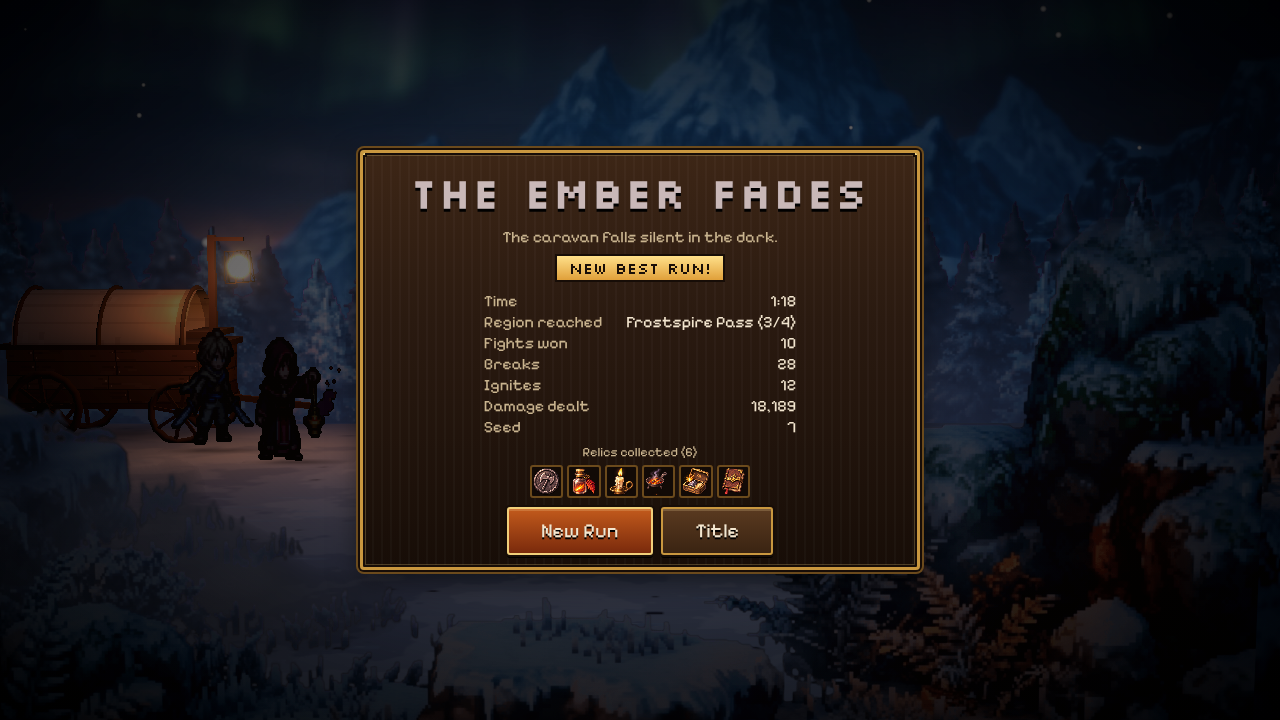 THE EMBER FADES
The caravan falls silent in the dark.
NEW BEST RUN!
Time 1:18
Region reached Frostspire Pass (3/4)
Fights won 10
Breaks 28
Ignites 12
Damage dealt 18,189
Seed 7
Relics collected (6)
New Run Title